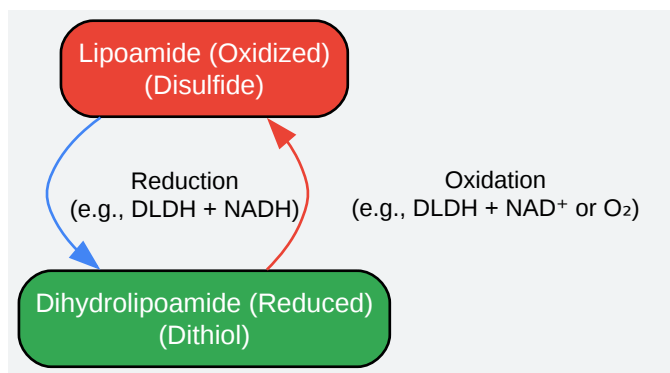 Lipoamide (Oxidized)
(Disulfide)
Reduction
(e.g., DLDH + NADH)
Oxidation
(e.g., DLDH + NAD⁺ or O₂)
Dihydrolipoamide (Reduced)
(Dithiol)